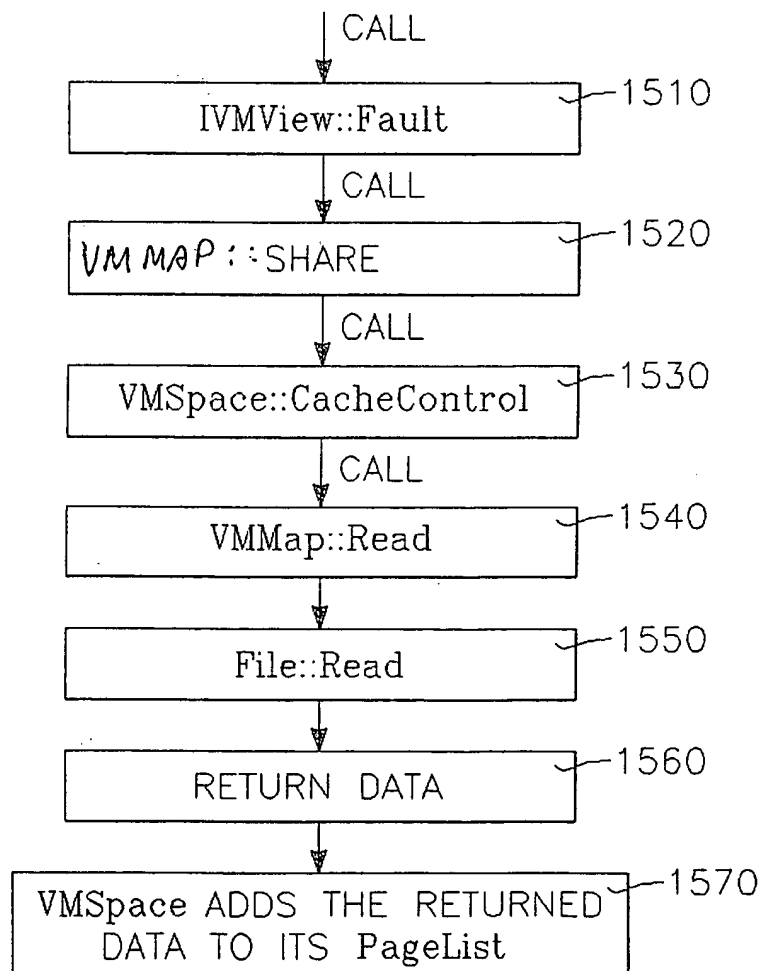 CALL
IVMView::Fault
1510
CALL
VMMAP::SHARE
1520
CALL
VMSpace::CacheControl
1530
CALL
VMMap::Read
1540
File::Read
1550
RETURN DATA
1560
VMSpace ADDS THE RETURNED
DATA TO ITS PageList
1570